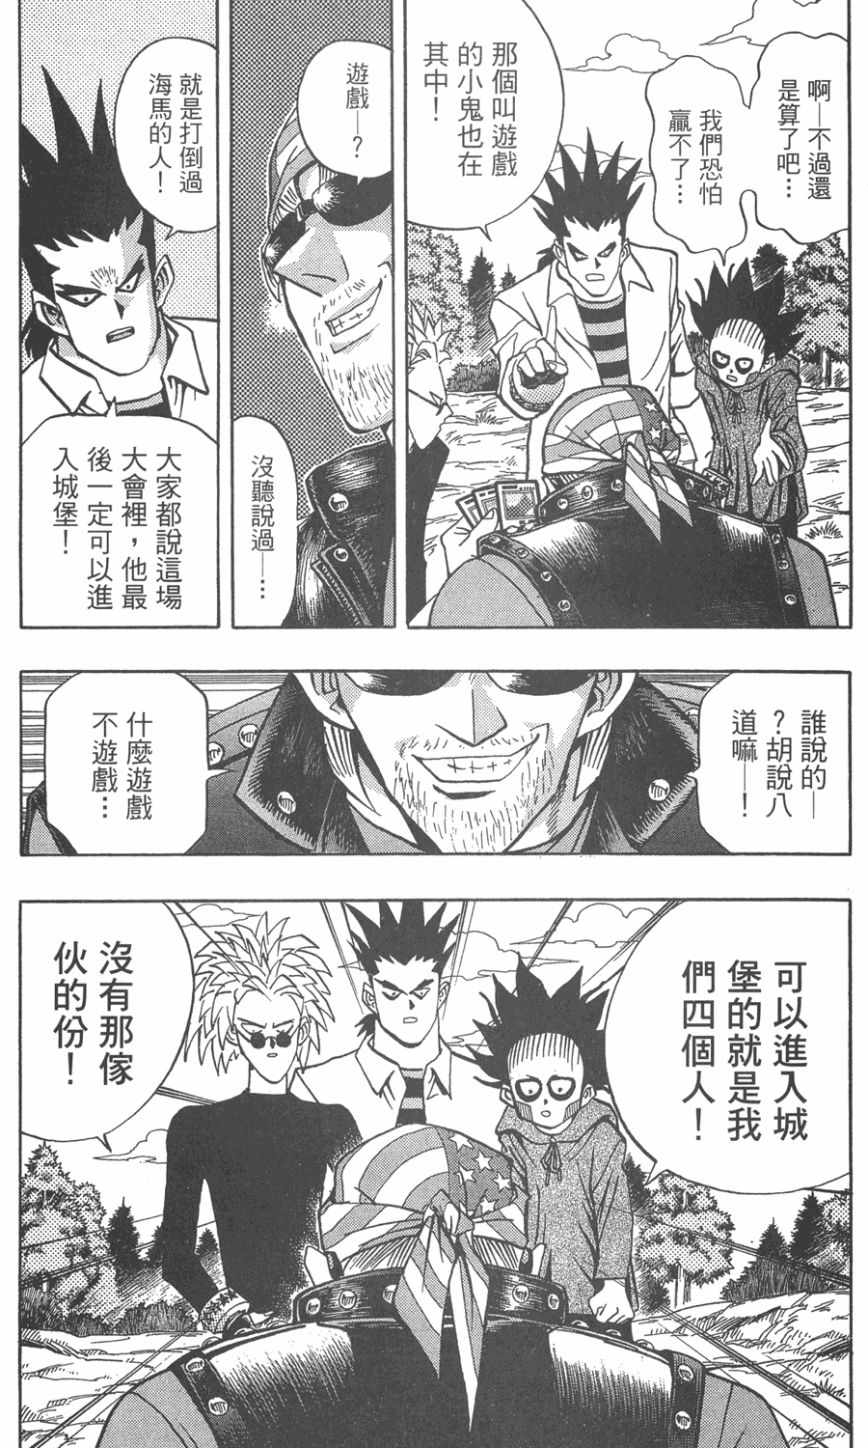 啊─不過還
是算了吧…
我們恐怕
贏不了…
那個叫遊戲
的小鬼也在
其中！
遊戲─？
沒聽說過─…
就是打倒過
海馬的人！
大家都說這場
大會裡，他最
後一定可以進
入城堡！
誰說的─
？胡說八
道嘛─！
什麼遊戲
不遊戲…
可以進入城
堡的就是我
們四個人！
沒有那傢
伙的份！